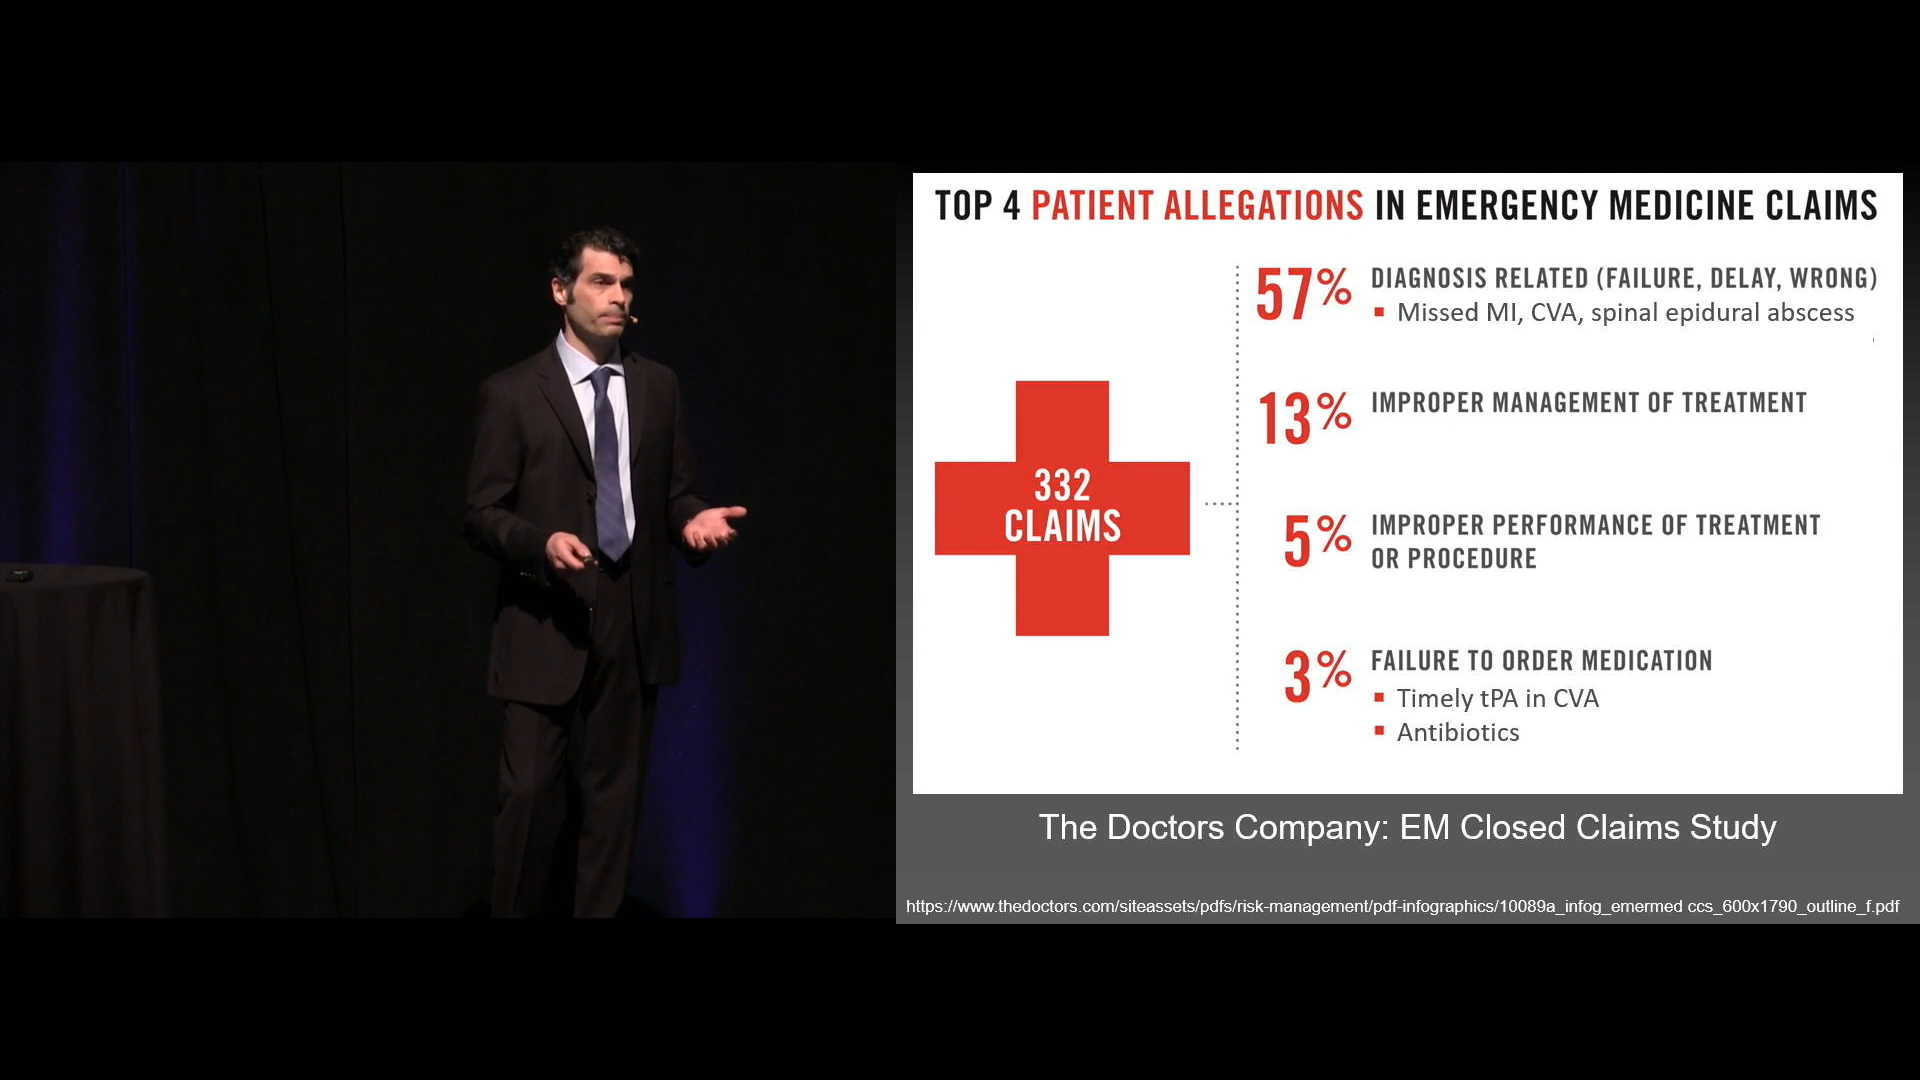 TOP 4 PATIENT ALLEGATIONS IN EMERGENCY MEDICINE CLAIMS
332
CLAIMS
57% DIAGNOSIS RELATED (FAILURE, DELAY, WRONG)
Missed MI, CVA, spinal epidural abscess
13% IMPROPER MANAGEMENT OF TREATMENT
5% IMPROPER PERFORMANCE OF TREATMENT
OR PROCEDURE
3% FAILURE TO ORDER MEDICATION
Timely tPA in CVA
Antibiotics
The Doctors Company: EM Closed Claims Study
https://www.thedoctors.com/siteassets/pdfs/risk-management/pdf-infographics/10089a_infog_emermed ccs_600x1790_outline_f.pdf